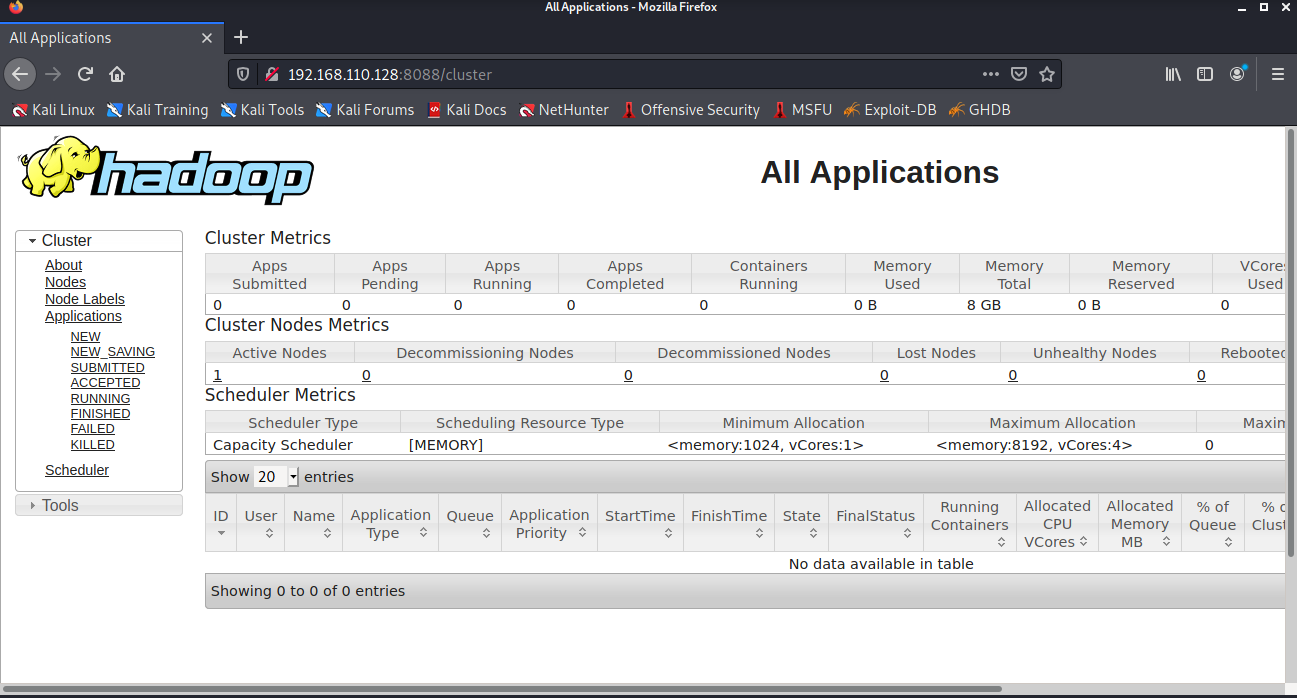 All Applications - Mozilla Firefox
All Applications
192.168.110.128:8088/cluster
Kali Linux Kali Training Kali Tools Kali Forums Kali Docs NetHunter Offensive Security MSFU Exploit-DB GHDB
hadoop
All Applications
Cluster
About
Nodes
Node Labels
Applications
NEW
NEW_SAVING
SUBMITTED
ACCEPTED
RUNNING
FINISHED
FAILED
KILLED
Scheduler
Tools
Cluster Metrics
Apps Submitted Apps Pending Apps Running Apps Completed Containers Running Memory Used Memory Total Memory Reserved VCores Used
0 0 0 0 0 0 B 8 GB 0 B 0
Cluster Nodes Metrics
Active Nodes Decommissioning Nodes Decommissioned Nodes Lost Nodes Unhealthy Nodes Rebooted
1 0 0 0 0 0
Scheduler Metrics
Scheduler Type Scheduling Resource Type Minimum Allocation Maximum Allocation
Capacity Scheduler [MEMORY] <memory:1024, vCores:1> <memory:8192, vCores:4> 0
Show 20 entries
ID User Name Application Type Queue Application Priority StartTime FinishTime State FinalStatus Running Containers Allocated CPU VCores Allocated Memory MB % of Queue
No data available in table
Showing 0 to 0 of 0 entries